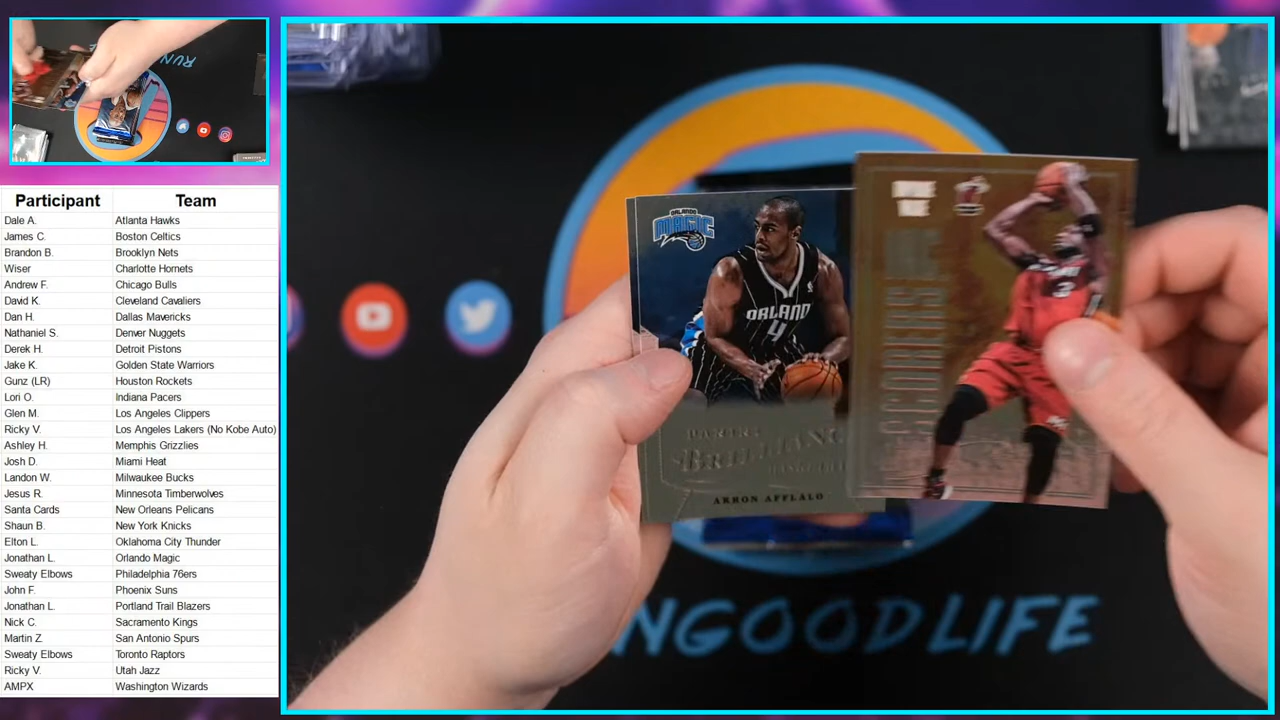 RUN
Participant Team
Dale A. Atlanta Hawks
James C. Boston Celtics
Brandon B. Brooklyn Nets
Wiser Charlotte Hornets
Andrew F. Chicago Bulls
David K. Cleveland Cavaliers
Dan H. Dallas Mavericks
Nathaniel S. Denver Nuggets
Derek H. Detroit Pistons
Jake K. Golden State Warriors
Gunz (LR) Houston Rockets
Lori O. Indiana Pacers
Glen M. Los Angeles Clippers
Ricky V. Los Angeles Lakers (No Kobe Auto)
Ashley H. Memphis Grizzlies
Josh D. Miami Heat
Landon W. Milwaukee Bucks
Jesus R. Minnesota Timberwolves
Santa Cards New Orleans Pelicans
Shaun B. New York Knicks
Elton L. Oklahoma City Thunder
Jonathan L. Orlando Magic
Sweaty Elbows Philadelphia 76ers
John F. Phoenix Suns
Jonathan L. Portland Trail Blazers
Nick C. Sacramento Kings
Martin Z. San Antonio Spurs
Sweaty Elbows Toronto Raptors
Ricky V. Utah Jazz
AMPX Washington Wizards
ORLANDO
MAGIC
ORLANDO
4
PANINI
BRILLIANC
ARRON AFFLALO
3
NGOODLIFE